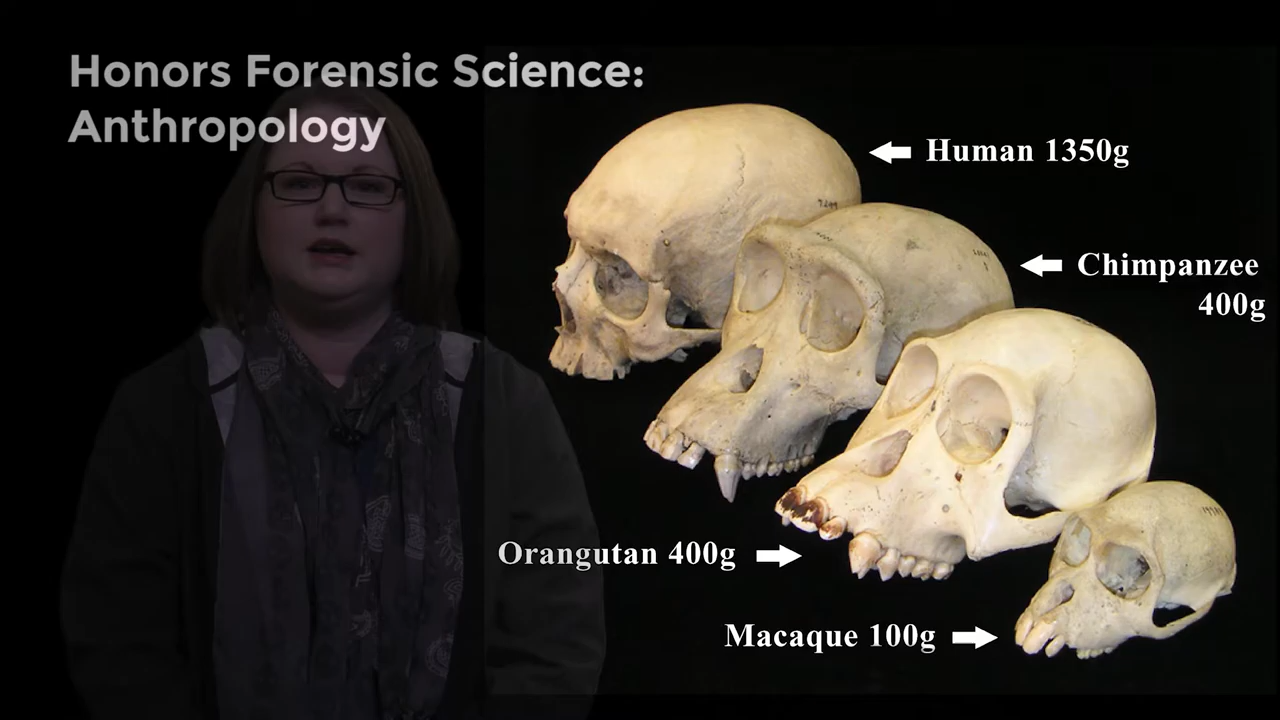 Honors Forensic Science:
Anthropology
Human 1350g
Chimpanzee
400g
Orangutan 400g
Macaque 100g